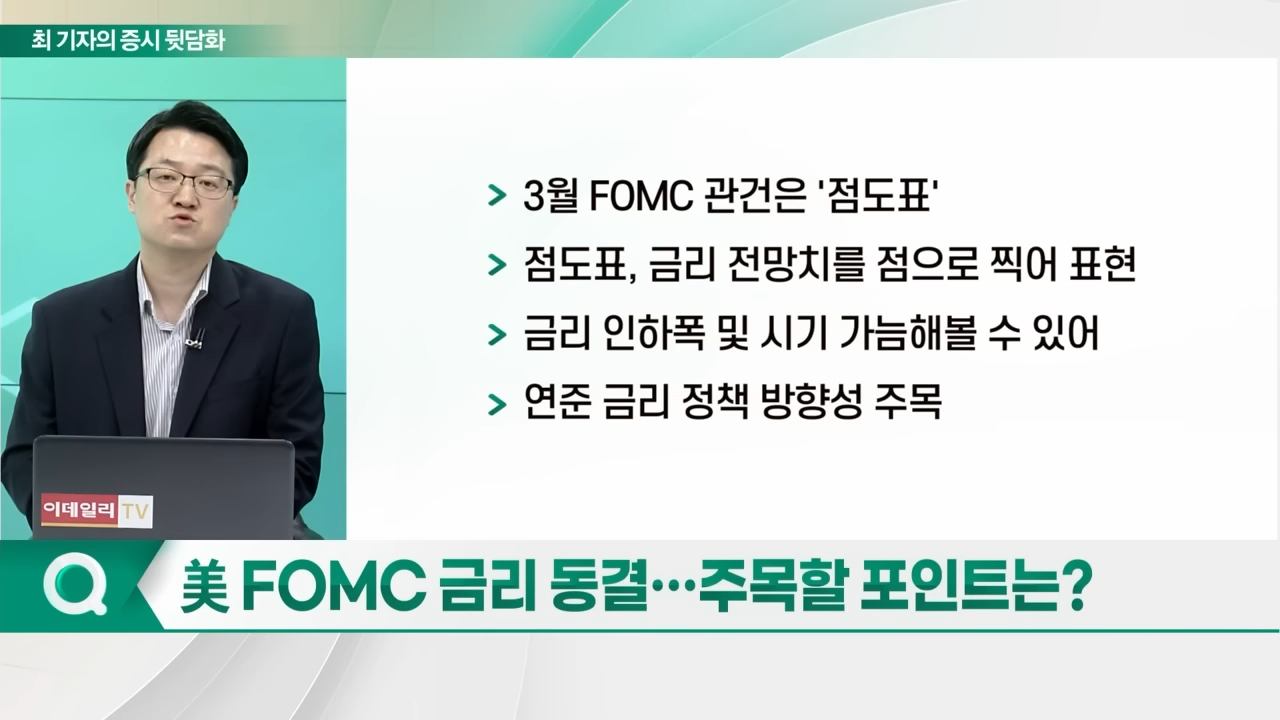 최 기자의 증시 뒷담화
> 3월 FOMC 관건은 '점도표'
> 점도표, 금리 전망치를 점으로 찍어 표현
> 금리 인하폭 및 시기 가늠해볼 수 있어
> 연준 금리 정책 방향성 주목
이데일리 TV
美 FOMC 금리 동결…주목할 포인트는?